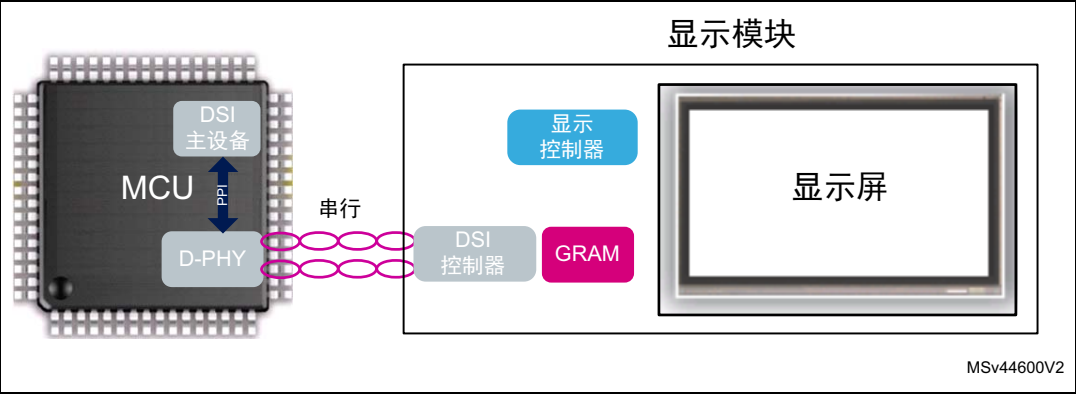 显示模块
DSI
主设备
MCU
PPI
D-PHY
串行
DSI
控制器
GRAM
显示
控制器
显示屏
MSv44600V2